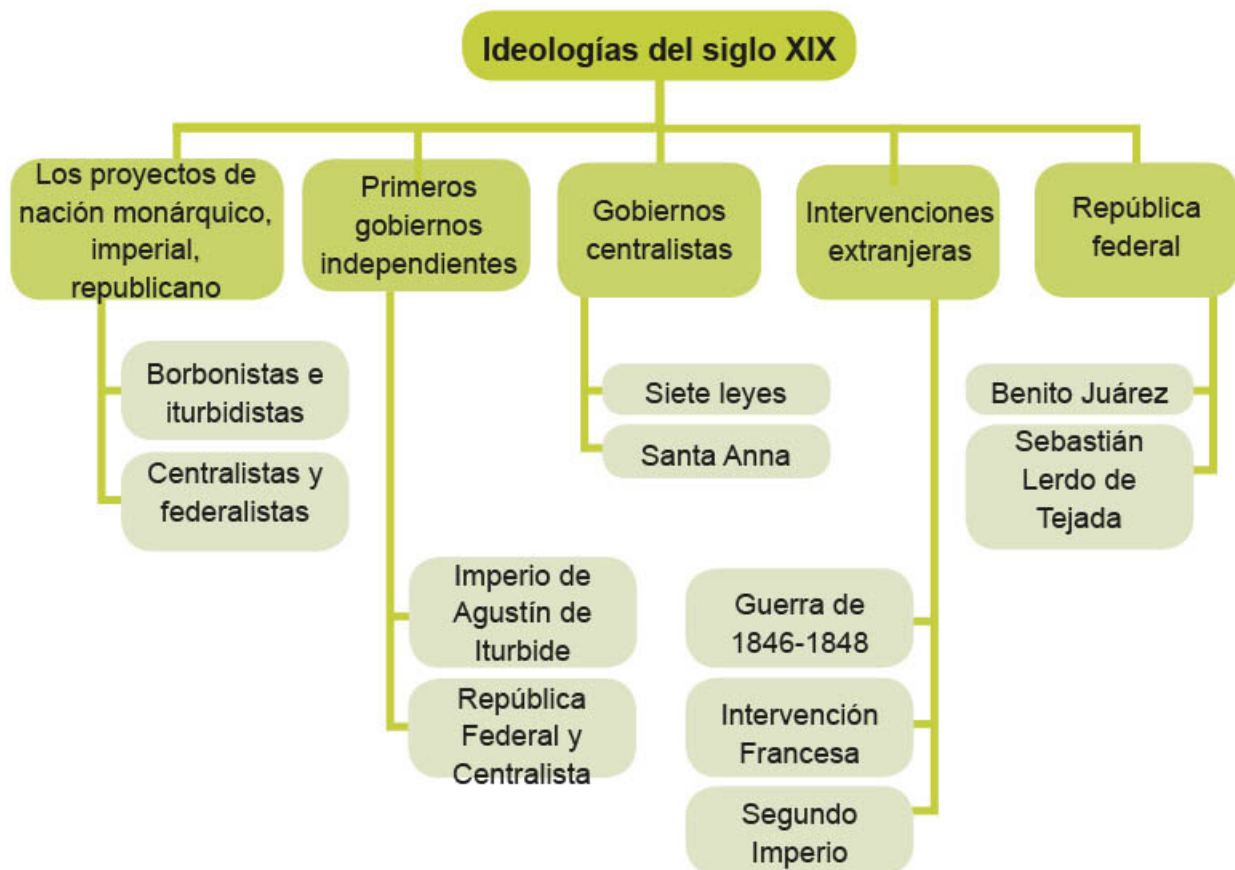 Ideologías del siglo XIX
Los proyectos de
nación monárquico,
imperial,
republicano
Primeros
gobiernos
independientes
Gobiernos
centralistas
Intervenciones
extranjeras
República
federal
Borbonistas e
iturbidistas
Centralistas y
federalistas
Imperio de
Agustín de
Iturbide
República
Federal y
Centralista
Siete leyes
Santa Anna
Guerra de
1846-1848
Intervención
Francesa
Segundo
Imperio
Benito Juárez
Sebastián
Lerdo de
Tejada